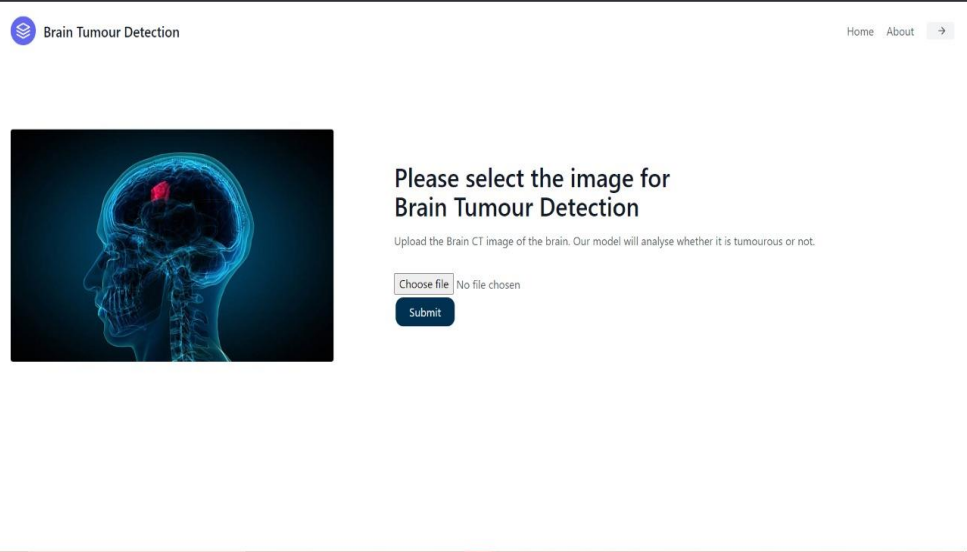 Brain Tumour Detection
Home About →
Please select the image for
Brain Tumour Detection
Upload the Brain CT image of the brain. Our model will analyse whether it is tumourous or not.
Choose file No file chosen
Submit